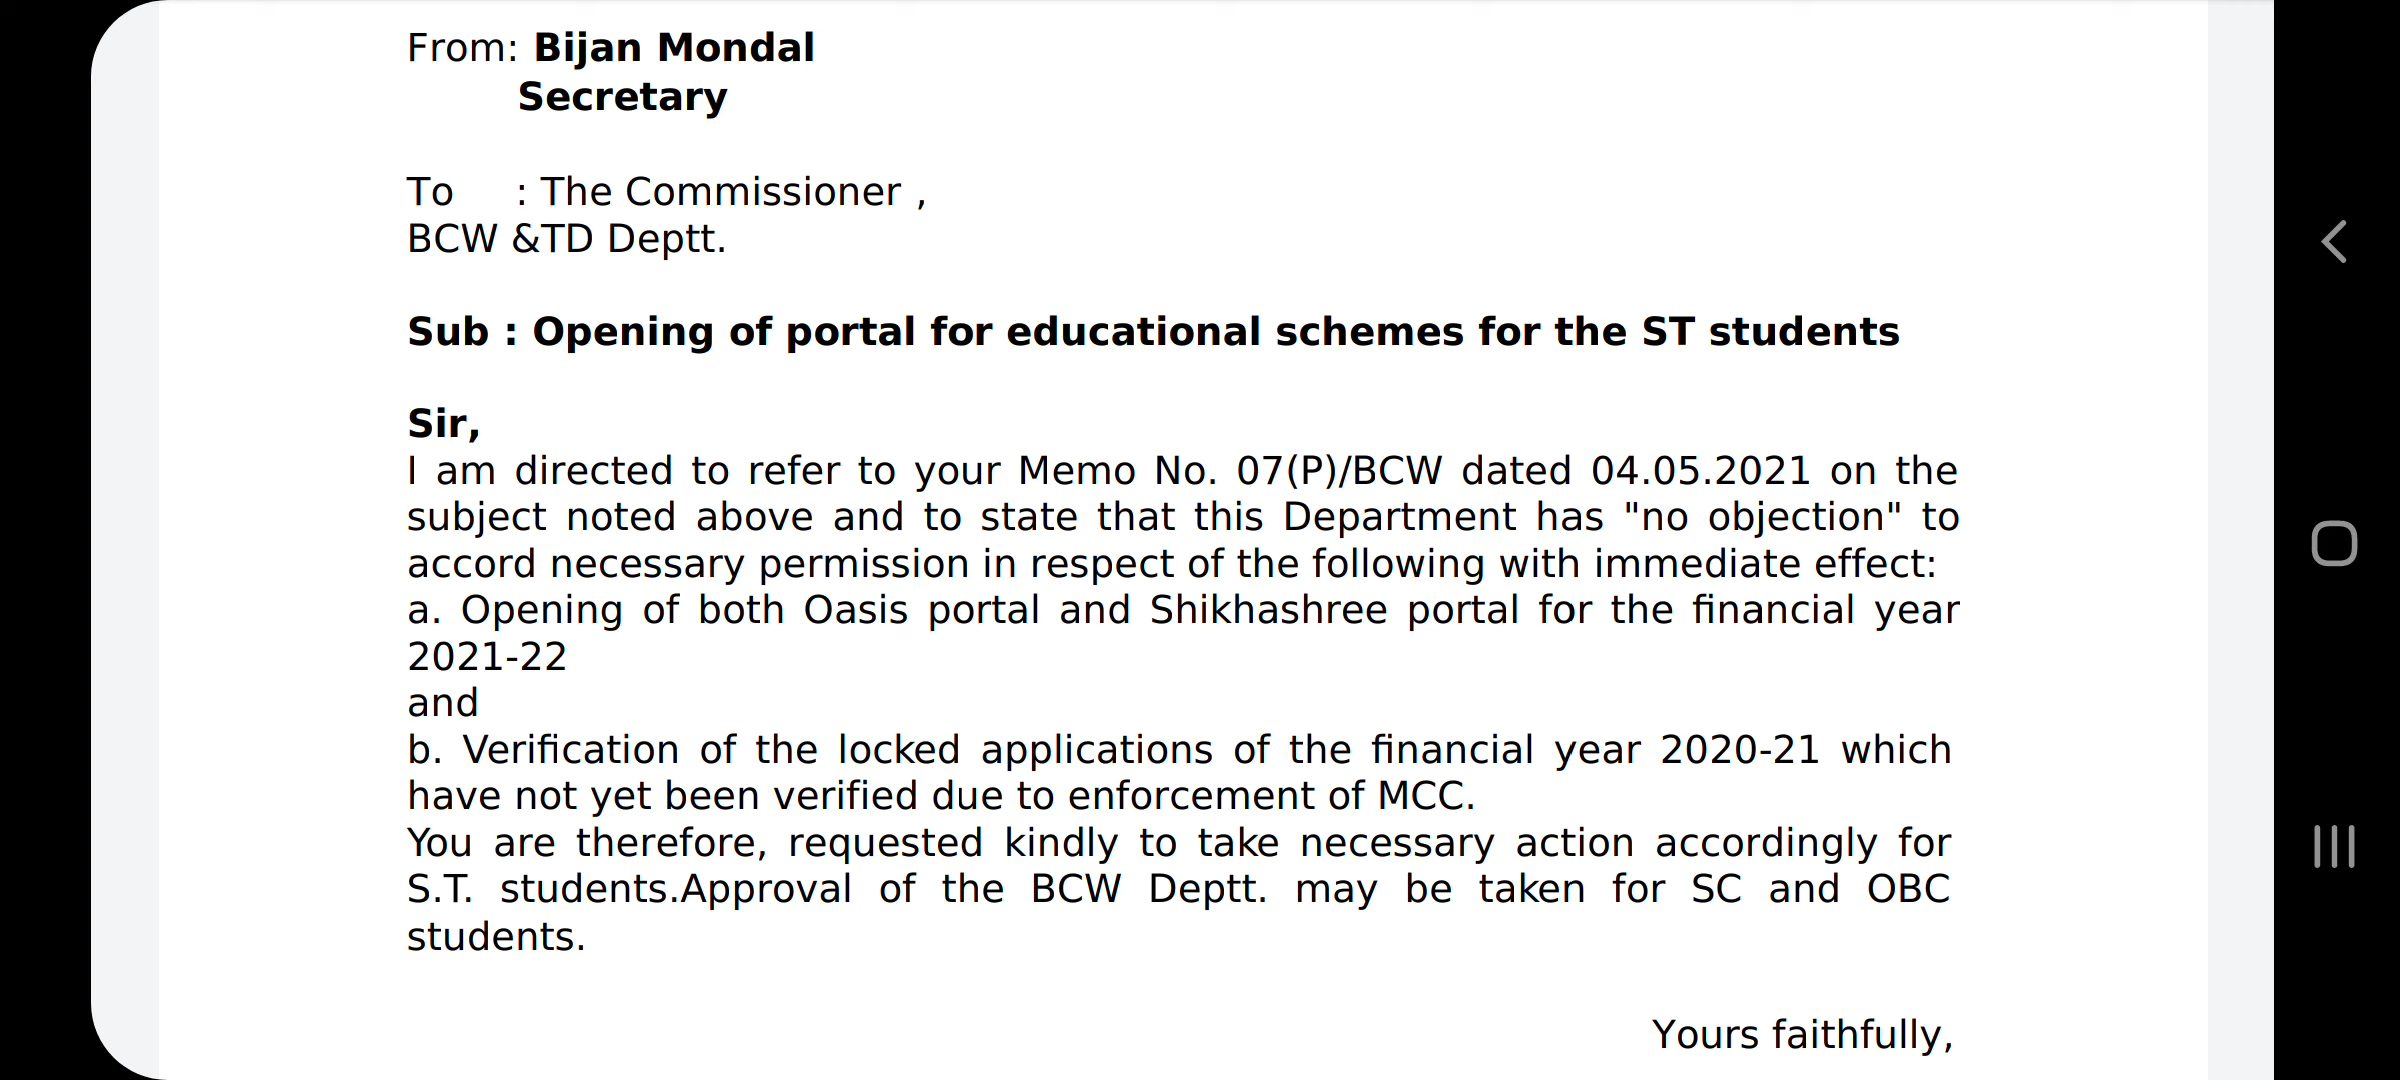 From: Bijan Mondal
Secretary
To : The Commissioner ,
BCW &TD Deptt.
Sub : Opening of portal for educational schemes for the ST students
Sir,
I am directed to refer to your Memo No. 07(P)/BCW dated 04.05.2021 on the
subject noted above and to state that this Department has "no objection" to
accord necessary permission in respect of the following with immediate effect:
a. Opening of both Oasis portal and Shikhashree portal for the financial year
2021-22
and
b. Verification of the locked applications of the financial year 2020-21 which
have not yet been verified due to enforcement of MCC.
You are therefore, requested kindly to take necessary action accordingly for
S.T. students.Approval of the BCW Deptt. may be taken for SC and OBC
students.
Yours faithfully,